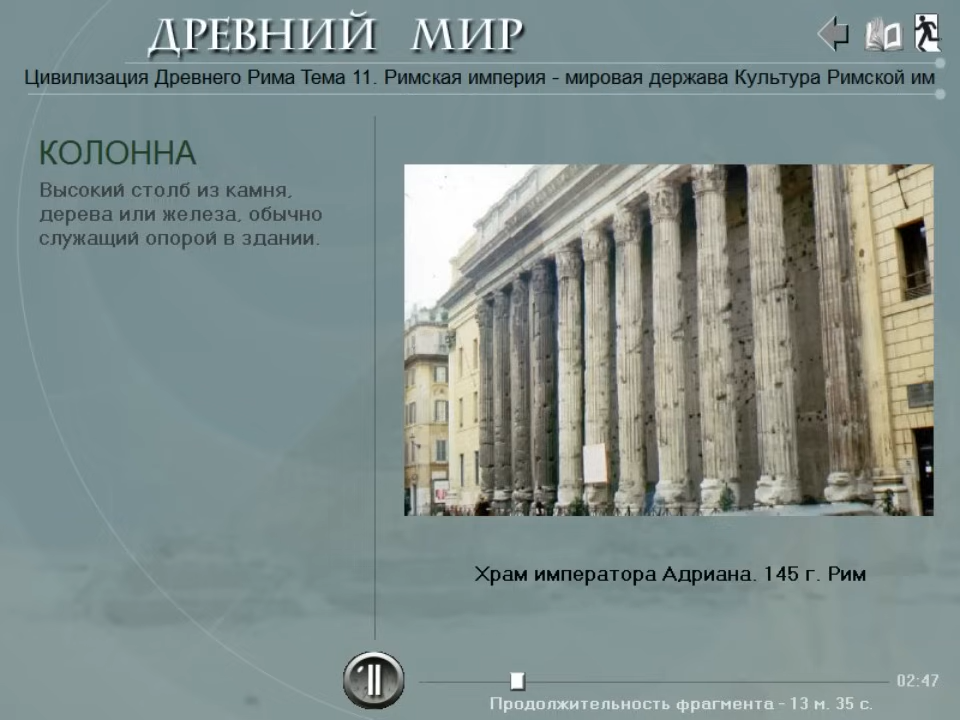 ДРЕВНИЙ МИР
Цивилизация Древнего Рима Тема 11. Римская империя - мировая держава Культура Римской им
КОЛОННА
Высокий столб из камня,
дерева или железа, обычно
служащий опорой в здании.
Храм императора Адриана. 145 г. Рим
02:47
Продолжительность фрагмента - 13 м. 35 с.